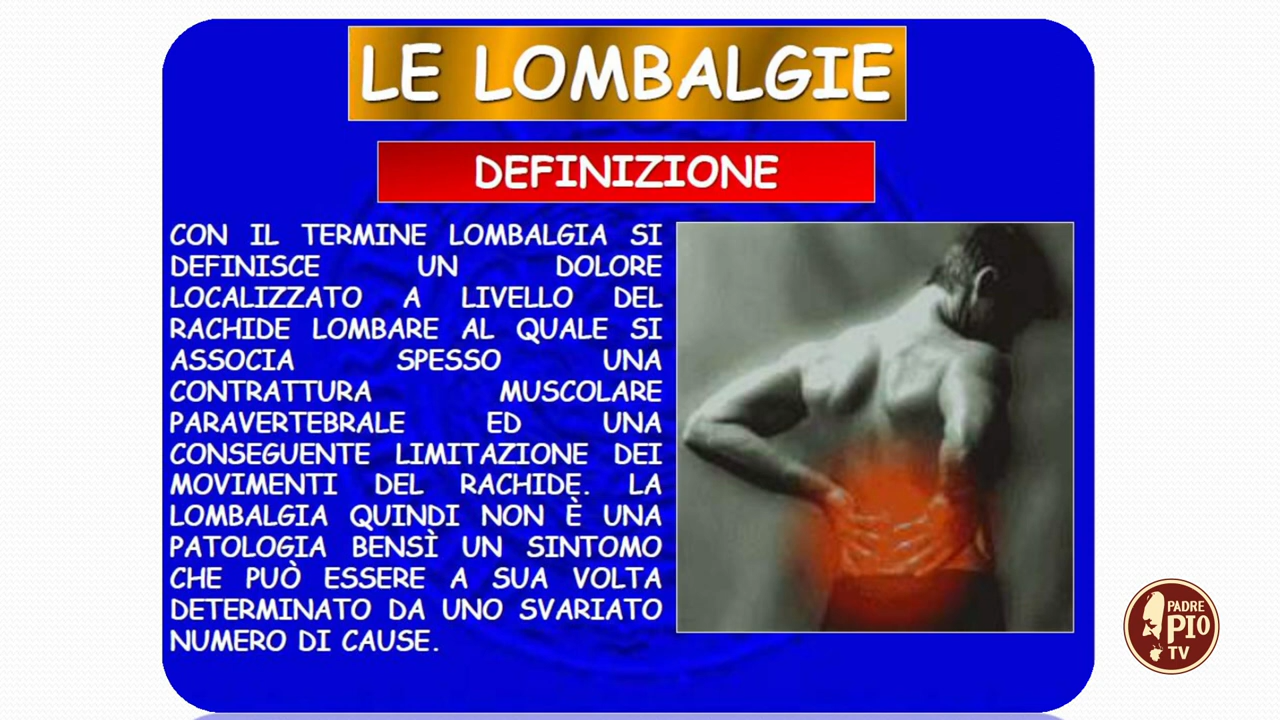 LE LOMBALGIE
DEFINIZIONE
CON IL TERMINE LOMBALGIA SI
DEFINISCE UN DOLORE
LOCALIZZATO A LIVELLO DEL
RACHIDE LOMBARE AL QUALE SI
ASSOCIA SPESSO UNA
CONTRATTURA MUSCOLARE
PARAVERTEBRALE ED UNA
CONSEGUENTE LIMITAZIONE DEI
MOVIMENTI DEL RACHIDE. LA
LOMBALGIA QUINDI NON È UNA
PATOLOGIA BENSÌ UN SINTOMO
CHE PUÒ ESSERE A SUA VOLTA
DETERMINATO DA UNO SVARIATO
NUMERO DI CAUSE.
PADRE
PIO
TV